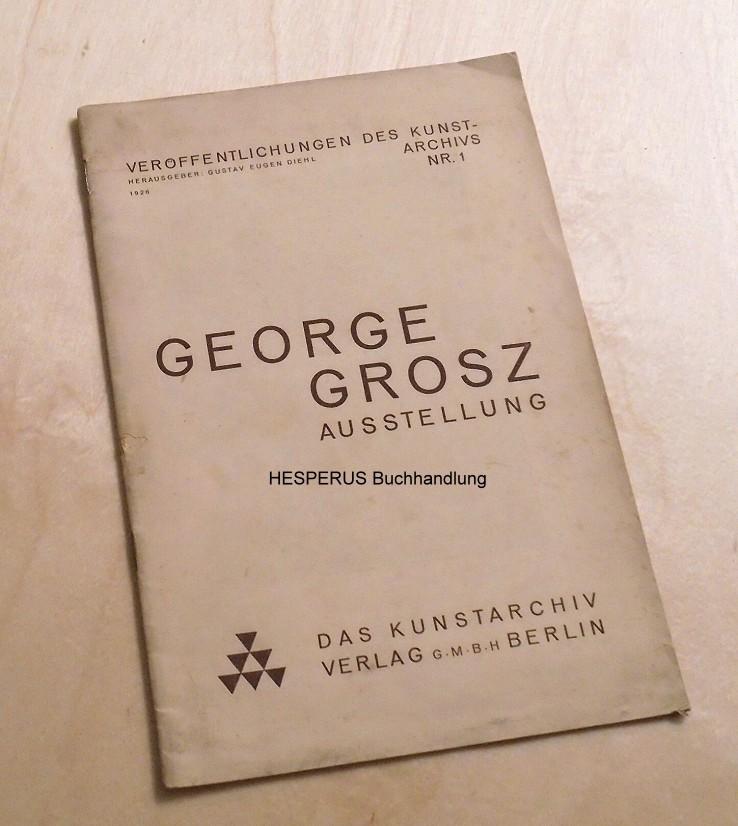 VERÖFFENTLICHUNGEN DES KUNST-
ARCHIVS
NR. 1
HERAUSGEBER: GUSTAV EUGEN DIEHL
1926
GEORGE
GROSZ
AUSSTELLUNG
HESPERUS Buchhandlung
DAS KUNSTARCHIV
VERLAG G·M·B·H BERLIN